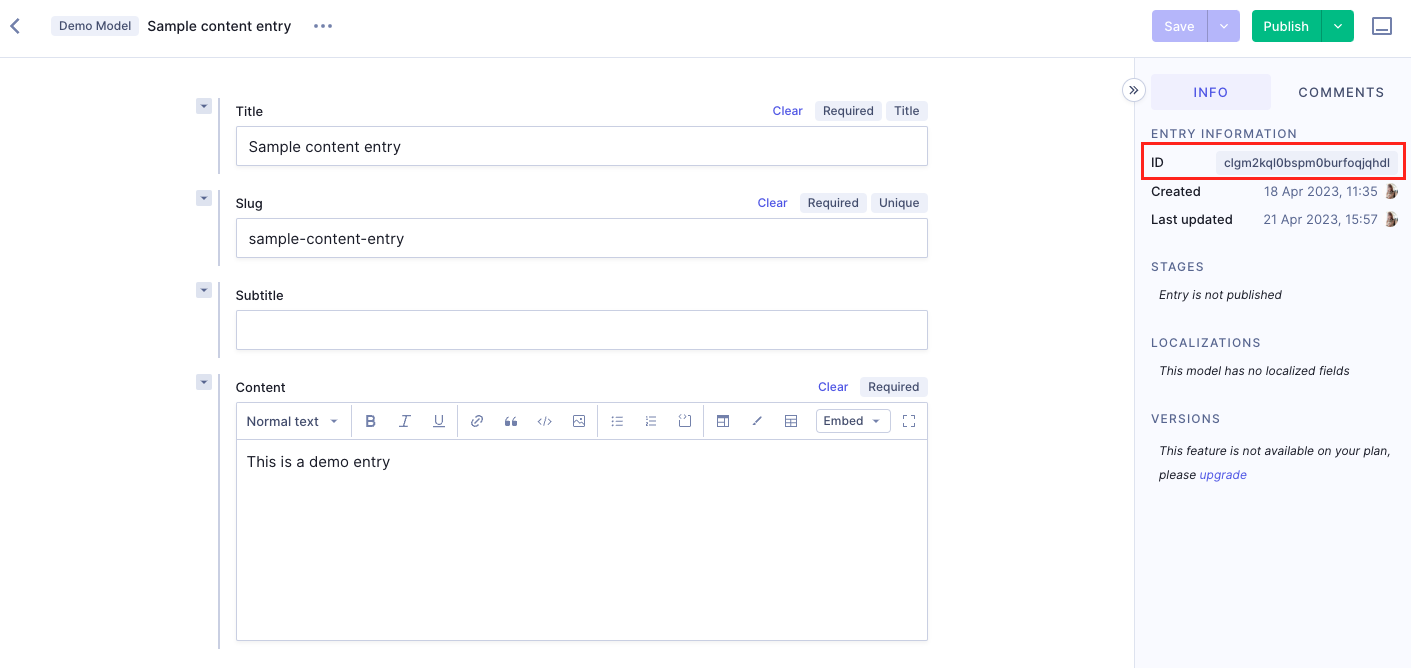 Demo Model Sample content entry
Save Publish
Title Clear Required Title
Sample content entry
Slug Clear Required Unique
sample-content-entry
Subtitle
Content Clear Required
Normal text B I U Embed
This is a demo entry
INFO COMMENTS
ENTRY INFORMATION
ID clgm2kql0bspm0burfoqjqhdl
Created 18 Apr 2023, 11:35
Last updated 21 Apr 2023, 15:57
STAGES
Entry is not published
LOCALIZATIONS
This model has no localized fields
VERSIONS
This feature is not available on your plan,
please upgrade